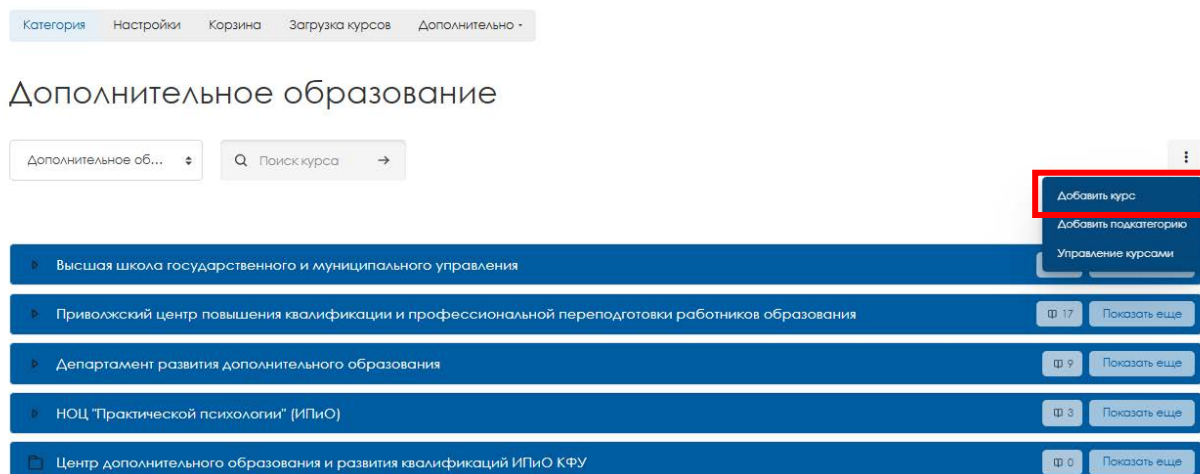 Категория Настройки Корзина Загрузка курсов Дополнительно
Дополнительное образование
Дополнительное об... Поиск курса
Добавить курс
Добавить подкатегорию
Управление курсами
Высшая школа государственного и муниципального управления
Приволжский центр повышения квалификации и профессиональной переподготовки работников образования 17 Показать еще
Департамент развития дополнительного образования 9 Показать еще
НОЦ "Практической психологии" (ИПиО) 3 Показать еще
Центр дополнительного образования и развития квалификаций ИПиО КФУ 0 Показать еще